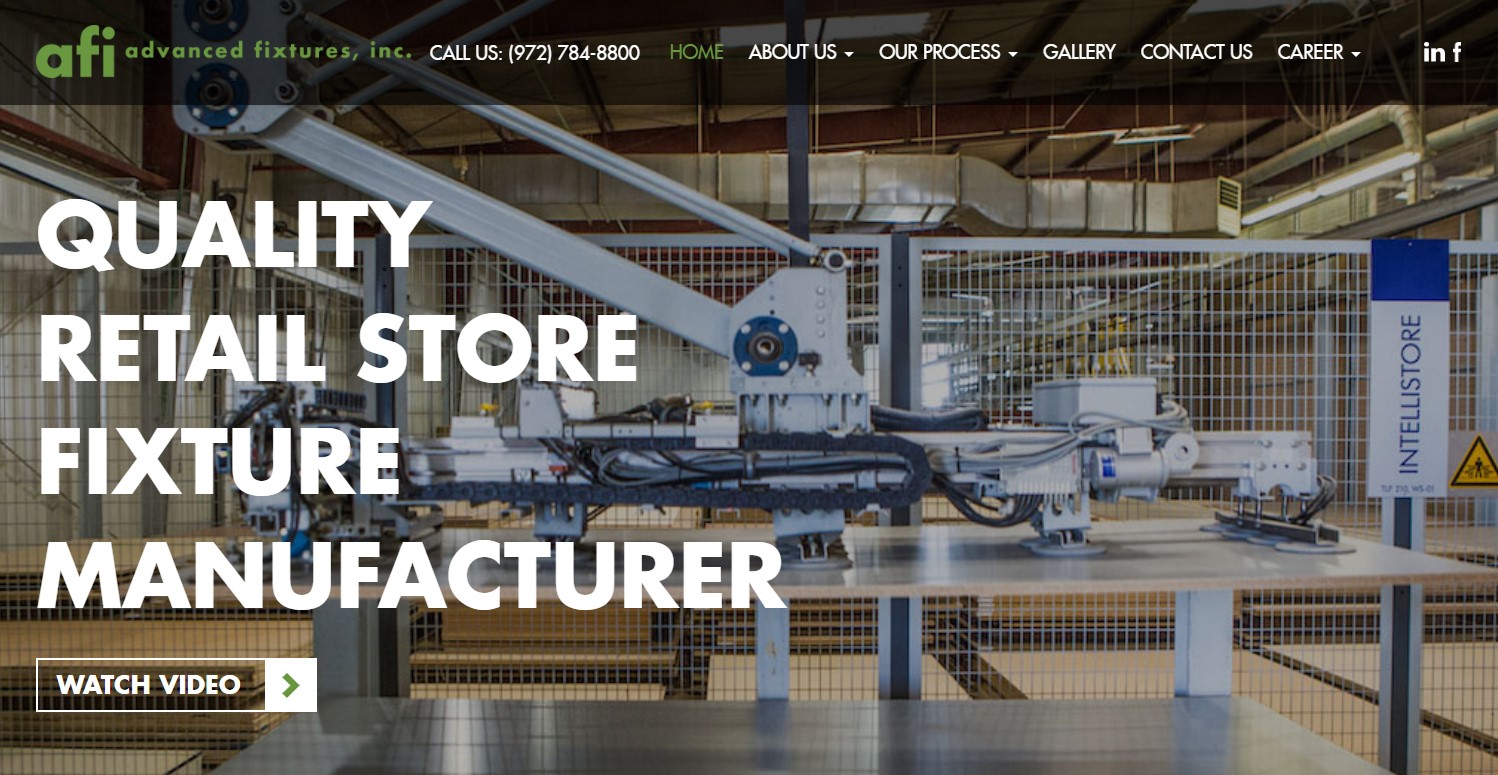 afi advanced fixtures, inc.
CALL US: (972) 784-8800
HOME
ABOUT US
OUR PROCESS
GALLERY
CONTACT US
CAREER
in f
QUALITY
RETAIL STORE
FIXTURE
MANUFACTURER
WATCH VIDEO
INTELLISTORE